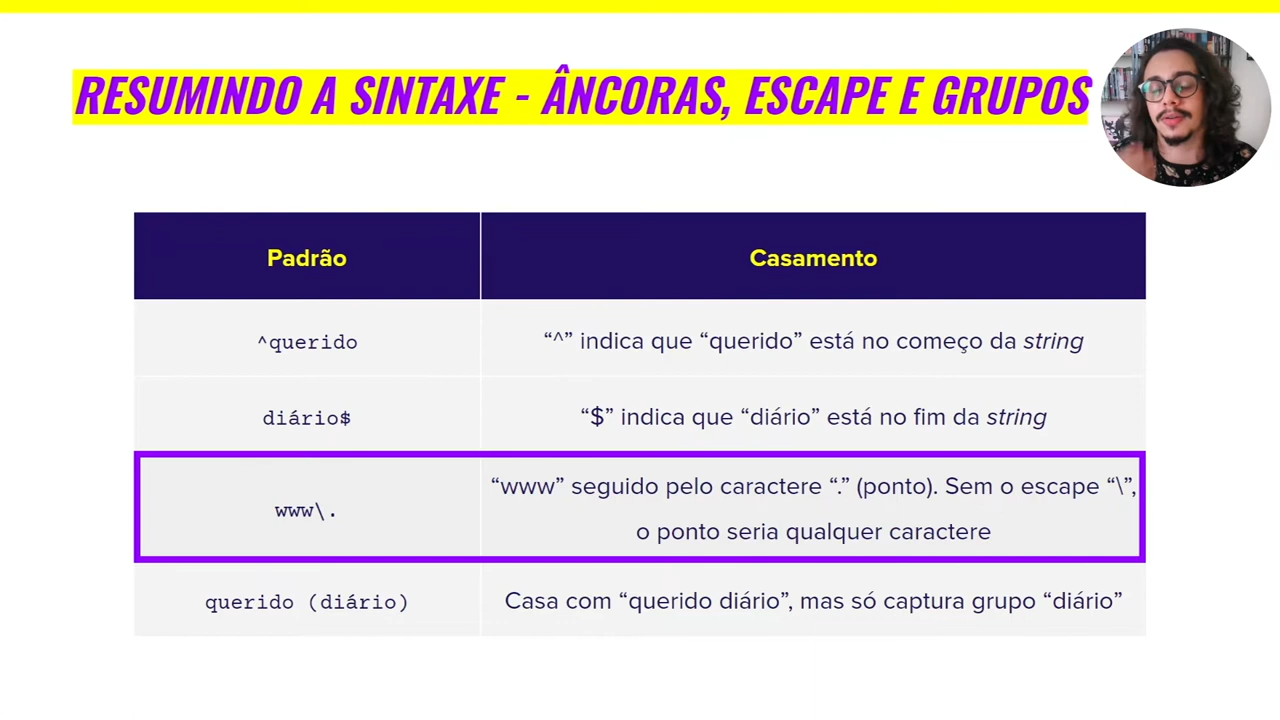 RESUMINDO A SINTAXE - ÂNCORAS, ESCAPE E GRUPOS
Padrão
Casamento
^querido
“^” indica que “querido” está no começo da string
diário$
“$” indica que “diário” está no fim da string
www\.
“www” seguido pelo caractere “.” (ponto). Sem o escape “\”,
o ponto seria qualquer caractere
querido (diário)
Casa com “querido diário”, mas só captura grupo “diário”